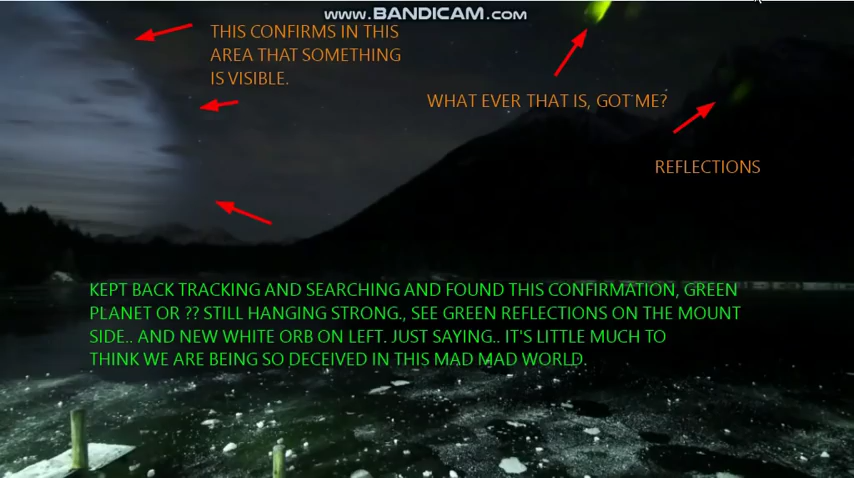 WWW.BANDICAM.COM
THIS CONFIRMS IN THIS
AREA THAT SOMETHING
IS VISIBLE.
WHAT EVER THAT IS, GOT ME?
REFLECTIONS
KEPT BACK TRACKING AND SEARCHING AND FOUND THIS CONFIRMATION, GREEN
PLANET OR ?? STILL HANGING STRONG., SEE GREEN REFLECTIONS ON THE MOUNT
SIDE.. AND NEW WHITE ORB ON LEFT. JUST SAYING.. IT'S LITTLE MUCH TO
THINK WE ARE BEING SO DECEIVED IN THIS MAD MAD WORLD.